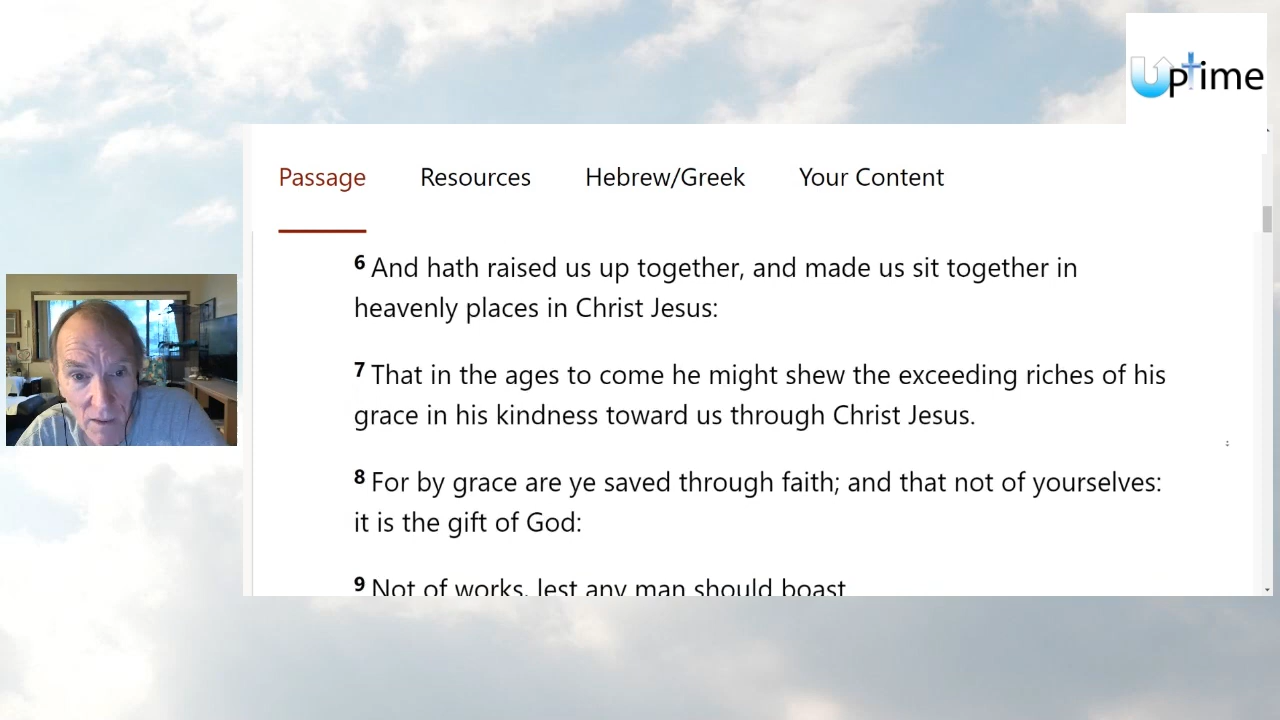 Uptime
Passage Resources Hebrew/Greek Your Content
6 And hath raised us up together, and made us sit together in
heavenly places in Christ Jesus:
7 That in the ages to come he might shew the exceeding riches of his
grace in his kindness toward us through Christ Jesus.
8 For by grace are ye saved through faith; and that not of yourselves:
it is the gift of God:
9 Not of works, lest any man should boast